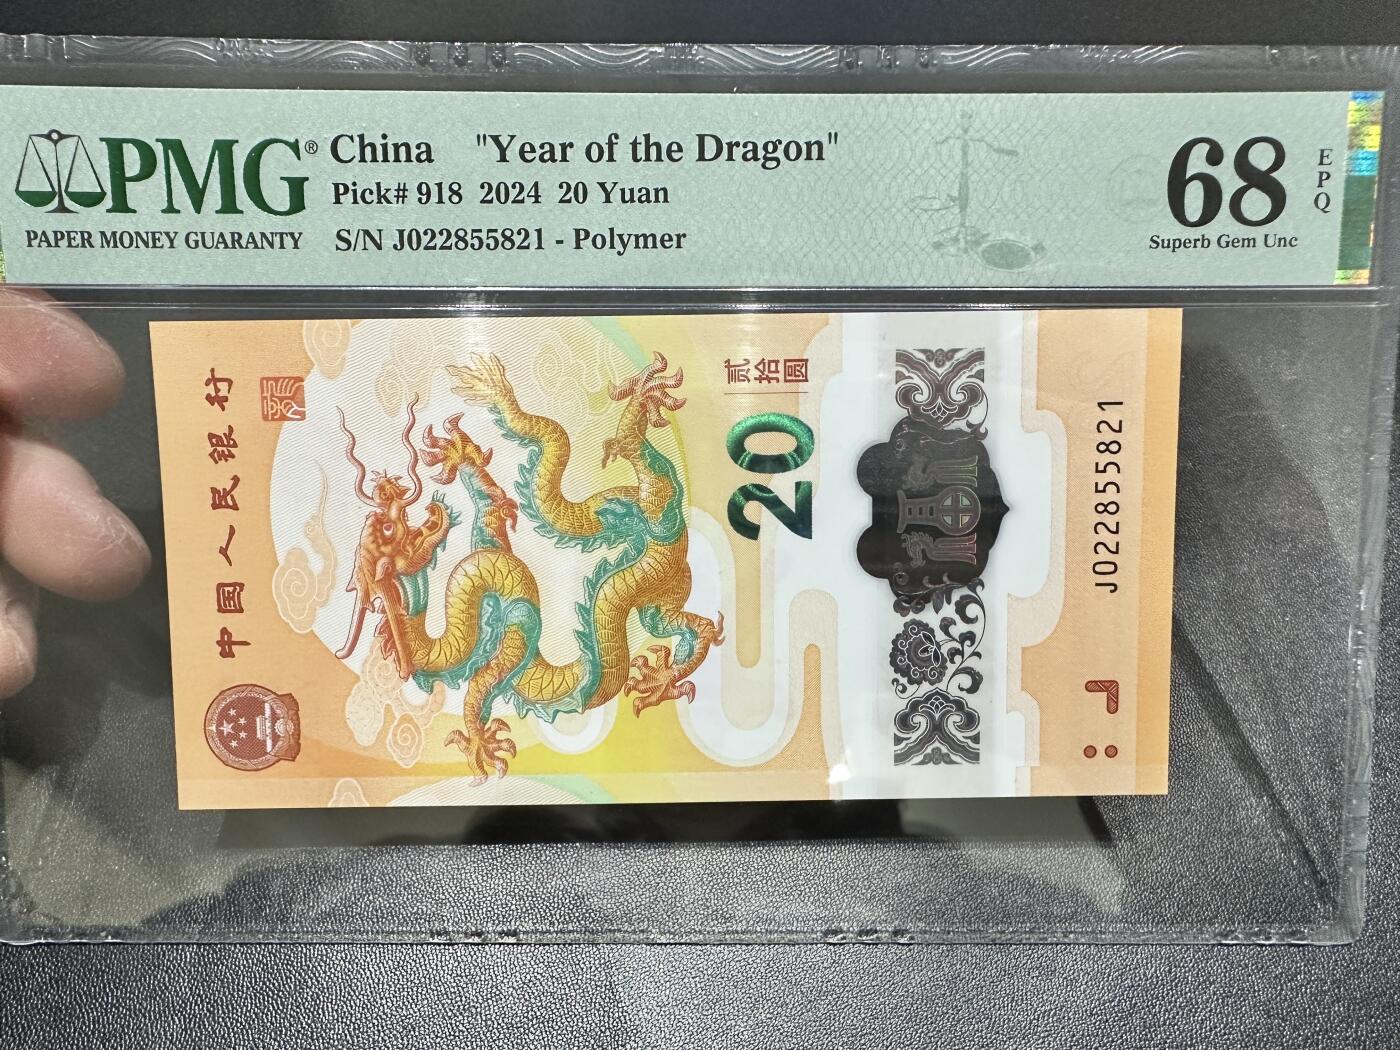 PMG®
PAPER MONEY GUARANTY
China "Year of the Dragon"
Pick# 918 2024 20 Yuan
S/N J022855821 - Polymer
68
EPQ
Superb Gem Unc
中国人民银行
贰拾圆
20
J022855821